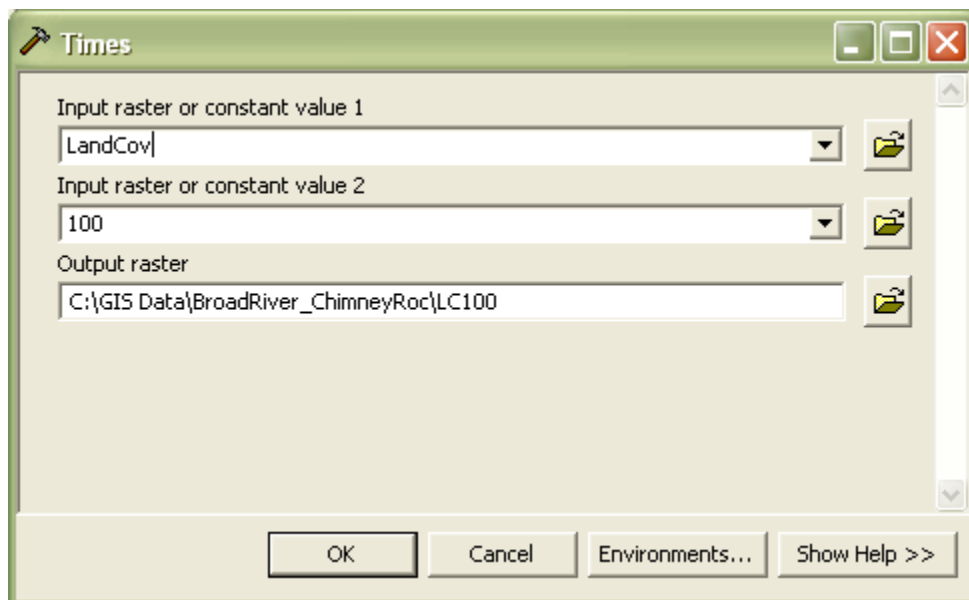 Times
Input raster or constant value 1
LandCov
Input raster or constant value 2
100
Output raster
C:\GIS Data\BroadRiver_ChimneyRoc\LC100
OK Cancel Environments... Show Help >>